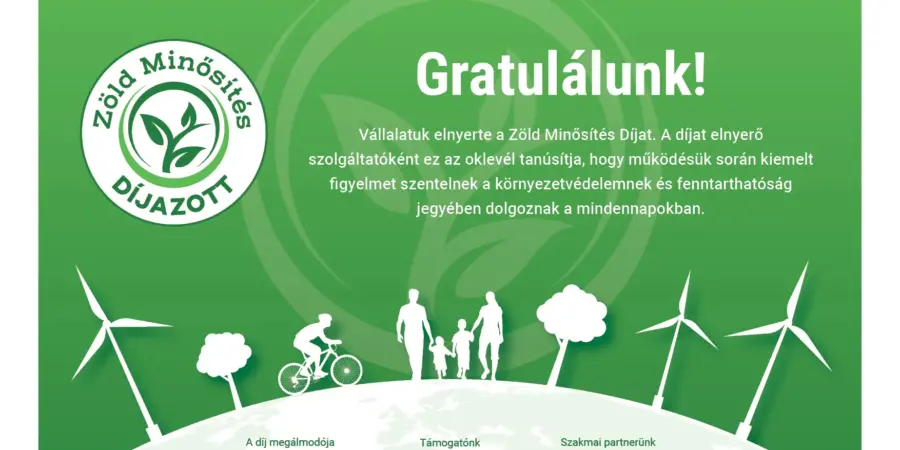 Zöld Minősítés
DÍJAZOTT
Gratulálunk!
Vállalatuk elnyerte a Zöld Minősítés Díjat. A díjat elnyerő
szolgáltatóként ez az oklevél tanúsítja, hogy működésük során kiemelt
figyelmet szentelnek a környezetvédelemnek és fenntarthatóság
jegyében dolgoznak a mindennapokban.
A díj megálmodója
Támogatónk
Szakmai partnerünk